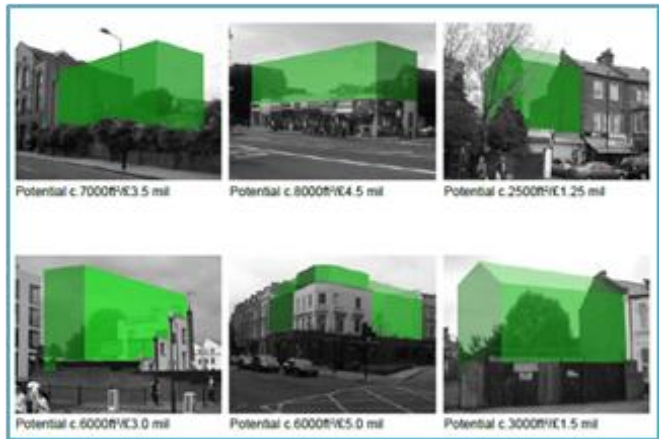 Potential c.7000ft²/£3.5 mil
Potential c.8000ft²/£4.5 mil
Potential c.2500ft²/£1.25 mil
Potential c.6000ft²/£3.0 mil
Potential c.6000ft²/£5.0 mil
Potential c.3000ft²/£1.5 mil